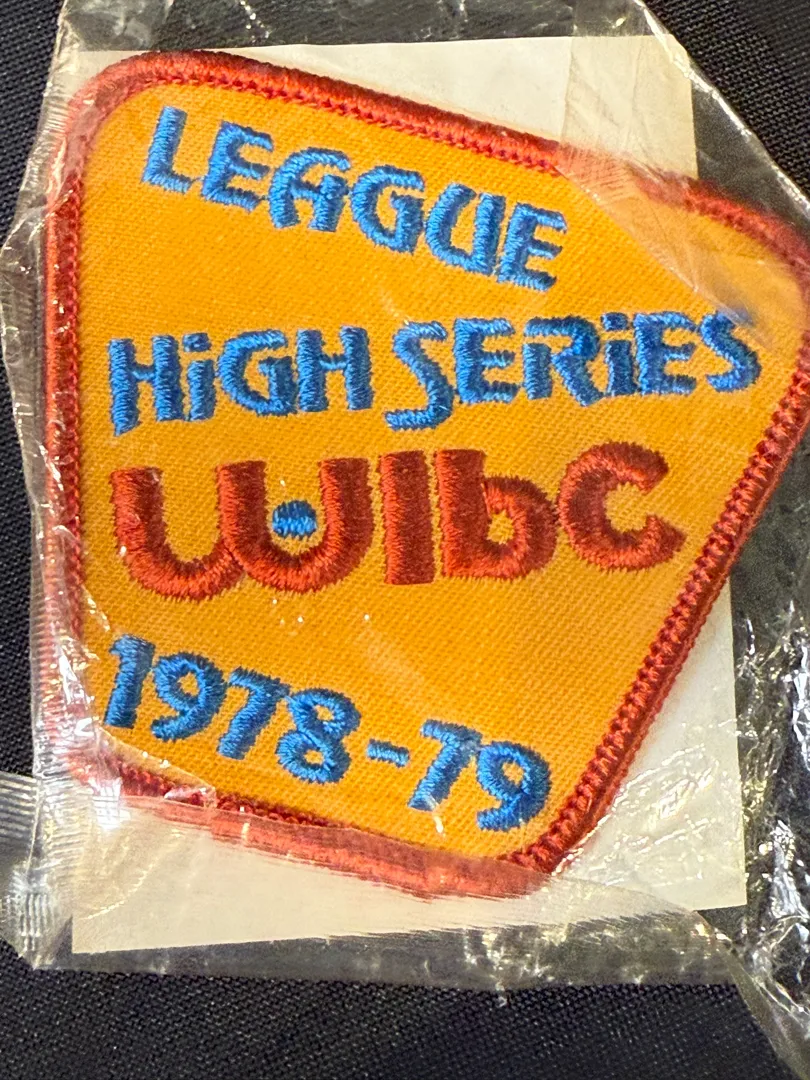 LEAGUE
HiGH SERiES
WIbC
1978-79